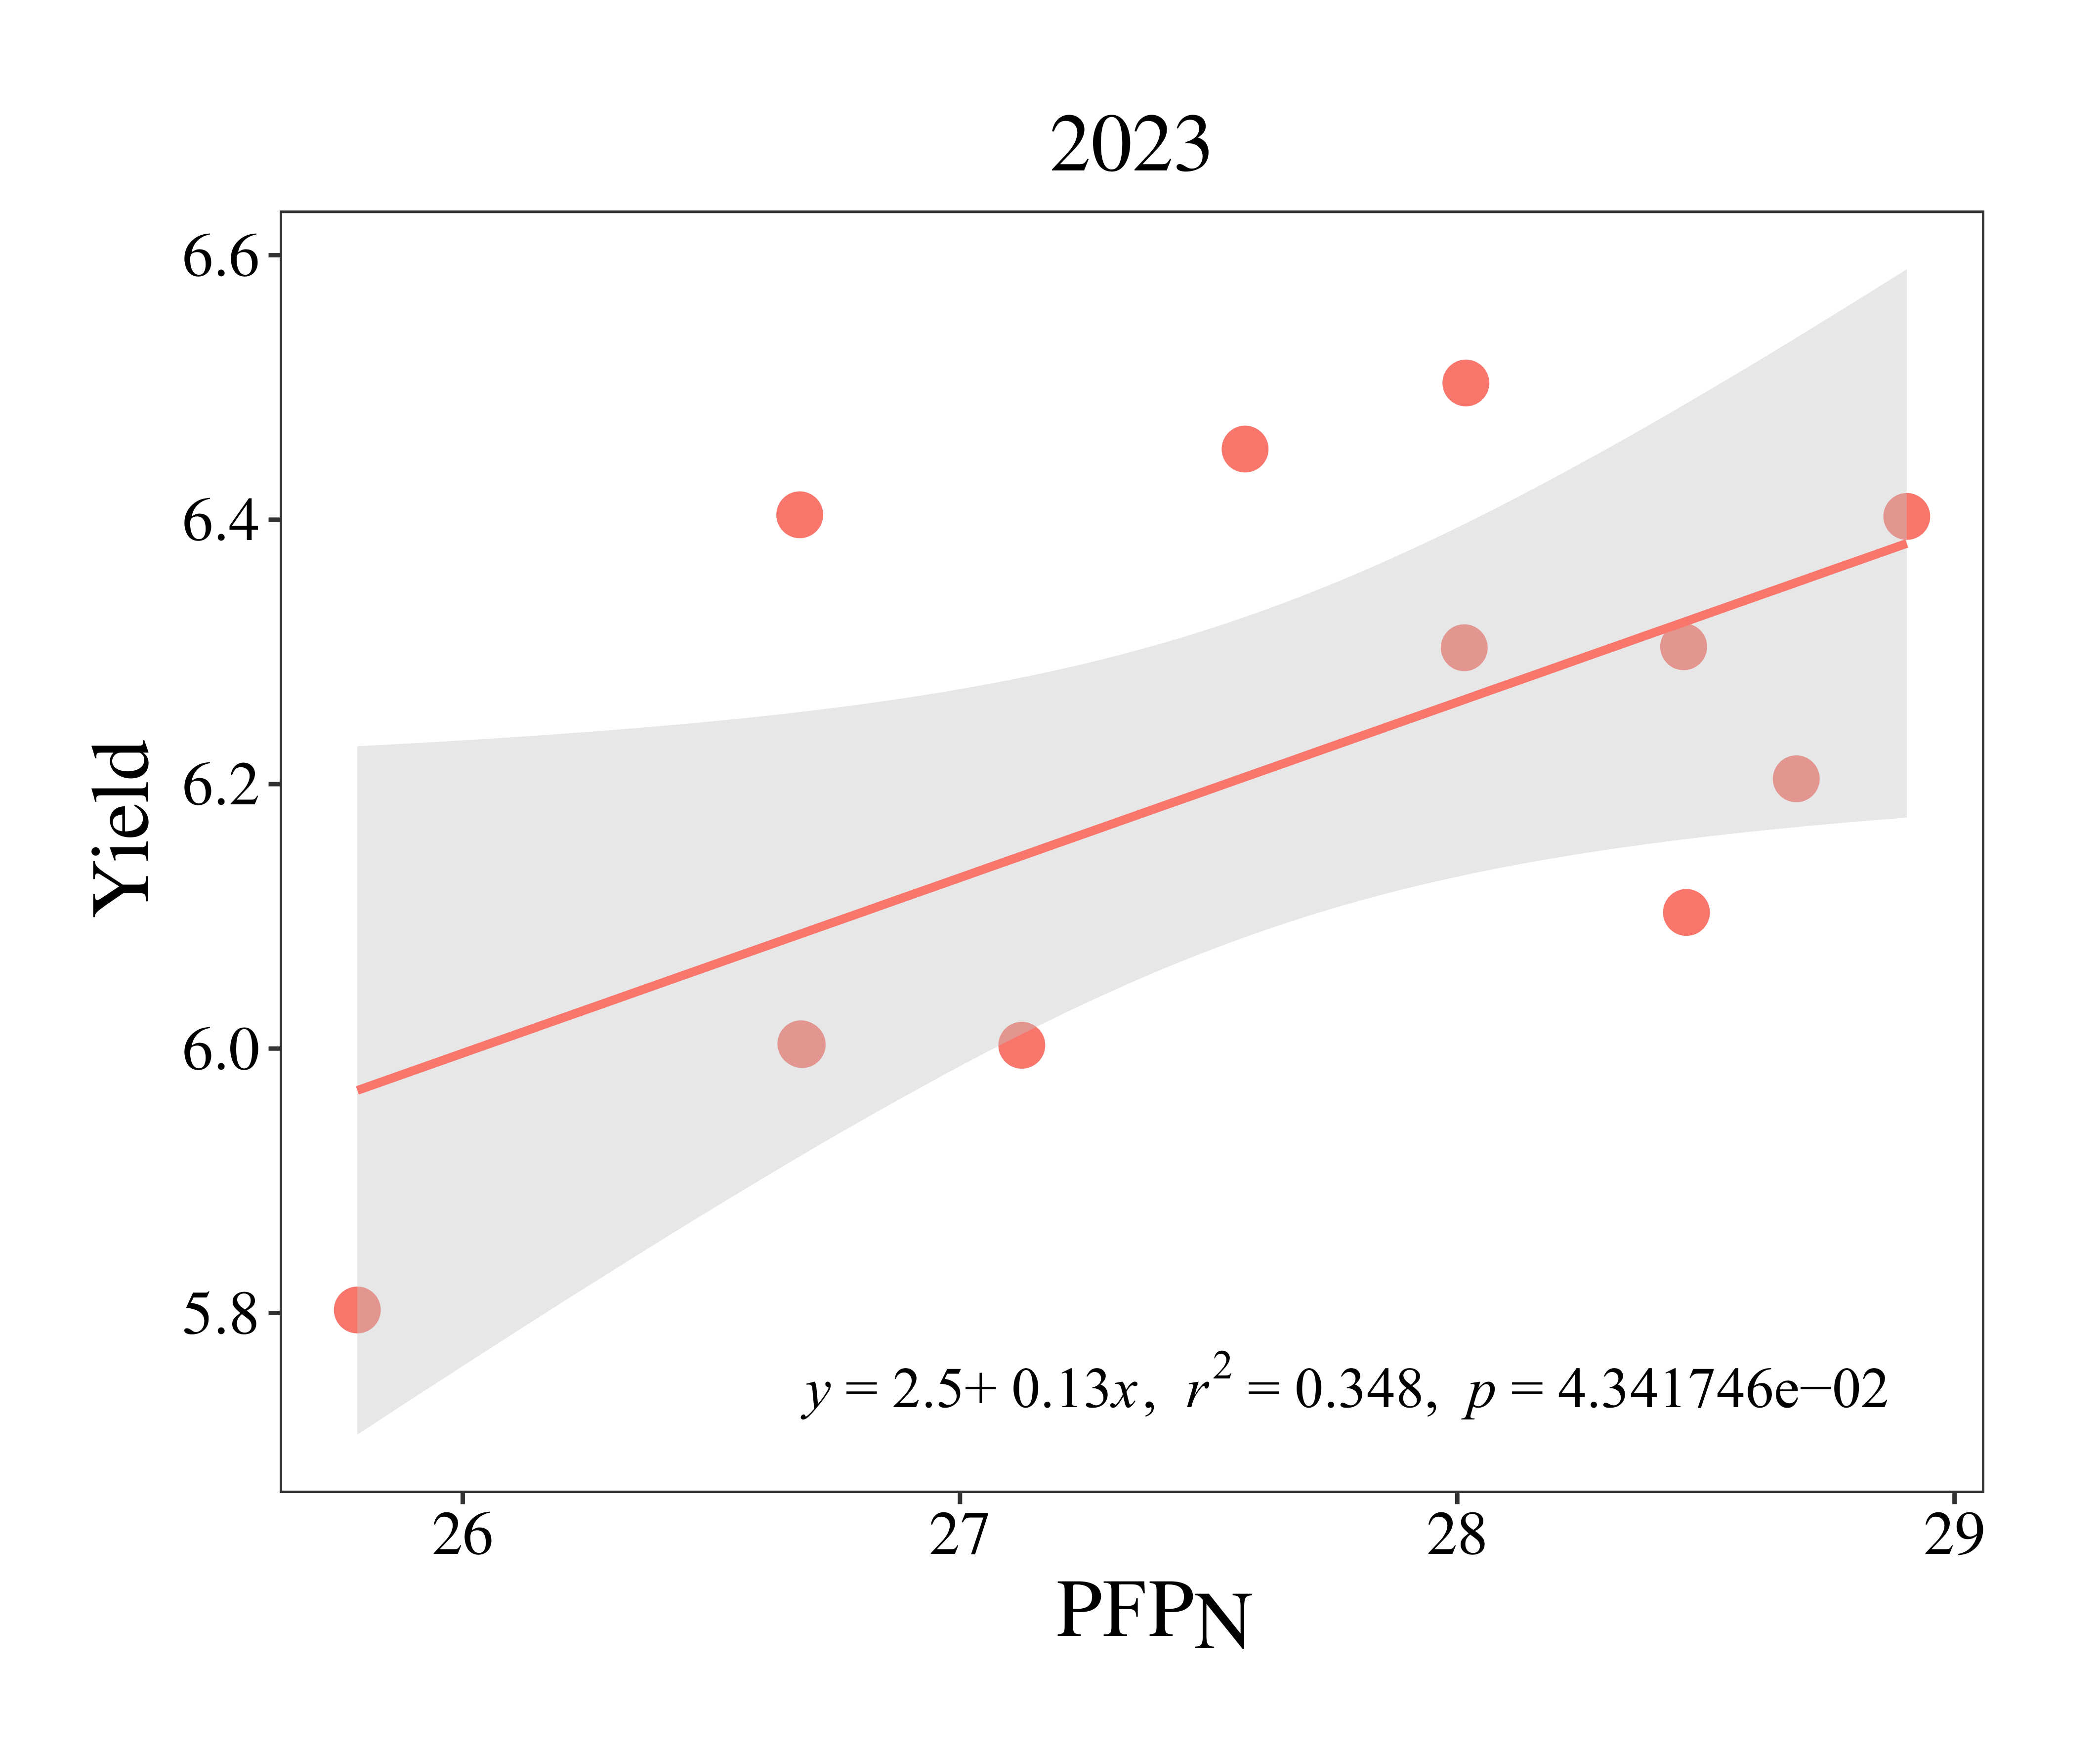 2023
6.6
6.4
6.2
6.0
5.8
Yield
y = 2.5+ 0.13x, r² = 0.348, p = 4.341746e−02
26 27 28 29
PFPN